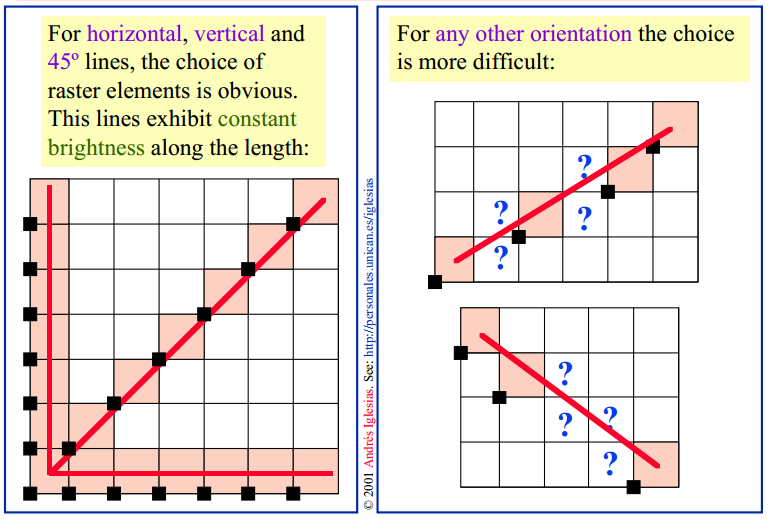 For horizontal, vertical and
45º lines, the choice of
raster elements is obvious.
This lines exhibit constant
brightness along the length:
© 2001 Andrés Iglesias. See: http://personales.unican.es/iglesias
For any other orientation the choice
is more difficult:
?
?
?
?
?
?
?
?